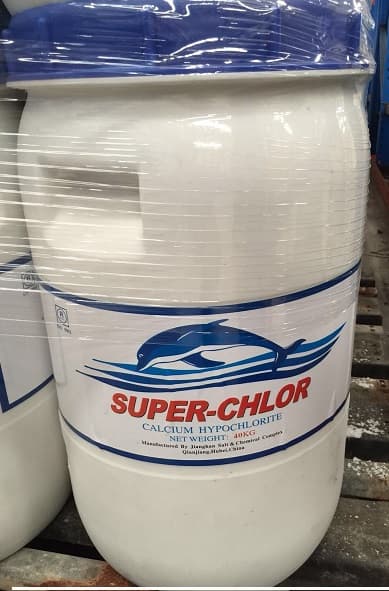 SUPER-CHLOR
CALCIUM HYPOCHLORITE
NET WEIGHT: 40KG
Manufactured By Jianghan Salt & Chemical Complex
Qianjiang,Hubei,China